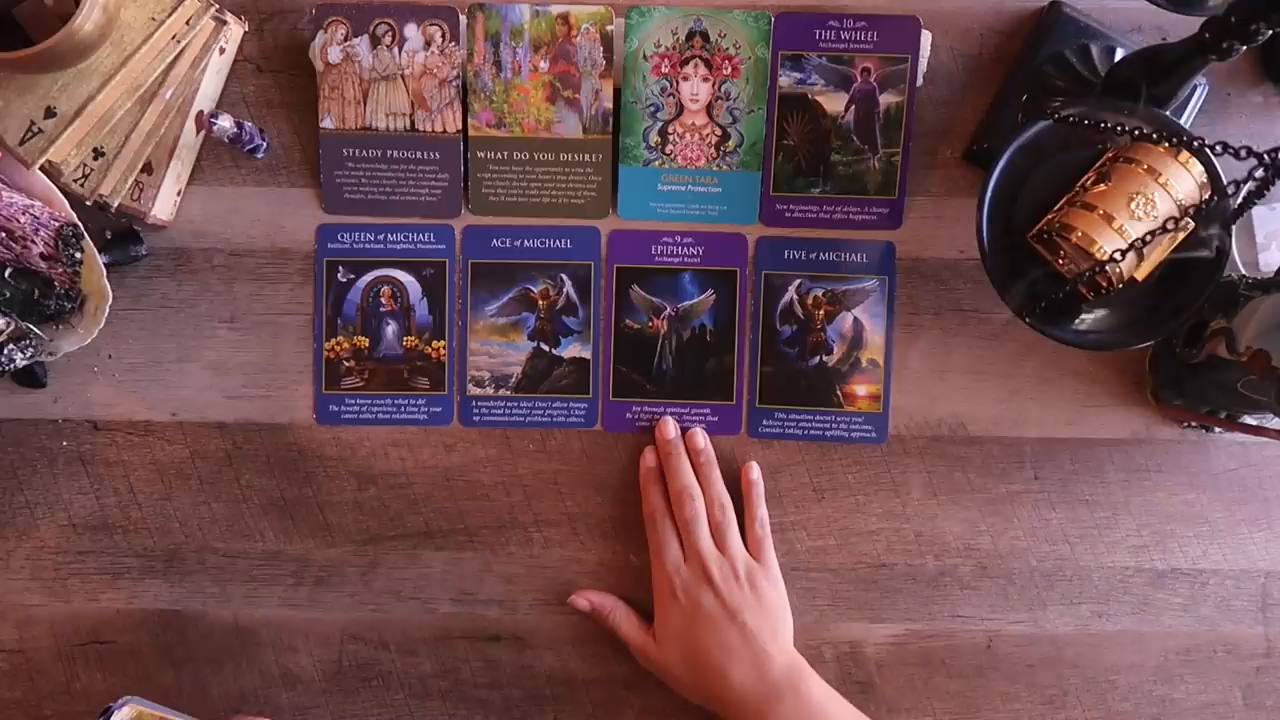 STEADY PROGRESS
"We acknowledge you for the progress
you've made in remembering love in your daily
activities. We can clearly see the contribution
you're making to the world through your
thoughts, feelings, and actions of love."
WHAT DO YOU DESIRE?
"You now have the opportunity to write the
script according to your heart's true desires. Once
you clearly decide upon your true desires and
know that you're ready and deserving of them,
they'll rush into your life as if by magic."
GREEN TARA
Supreme Protection
10
THE WHEEL
Archangel Jeremiel
New beginnings. End of delays. A change
in direction that offers happiness.
QUEEN of MICHAEL
Brilliant, Self-Reliant, Insightful, Humorous
You know exactly what to do!
The benefit of experience. A time for your
career rather than relationships.
ACE of MICHAEL
A wonderful new idea! Don't allow bumps
in the road to hinder your progress. Clear
up communication problems with others.
9
EPIPHANY
Archangel Raziel
Joy through spiritual growth.
Be a light to
Answers that
FIVE of MICHAEL
This situation doesn't serve you!
Release your attachment to the outcome.
Consider taking a more uplifting approach.
A
Q